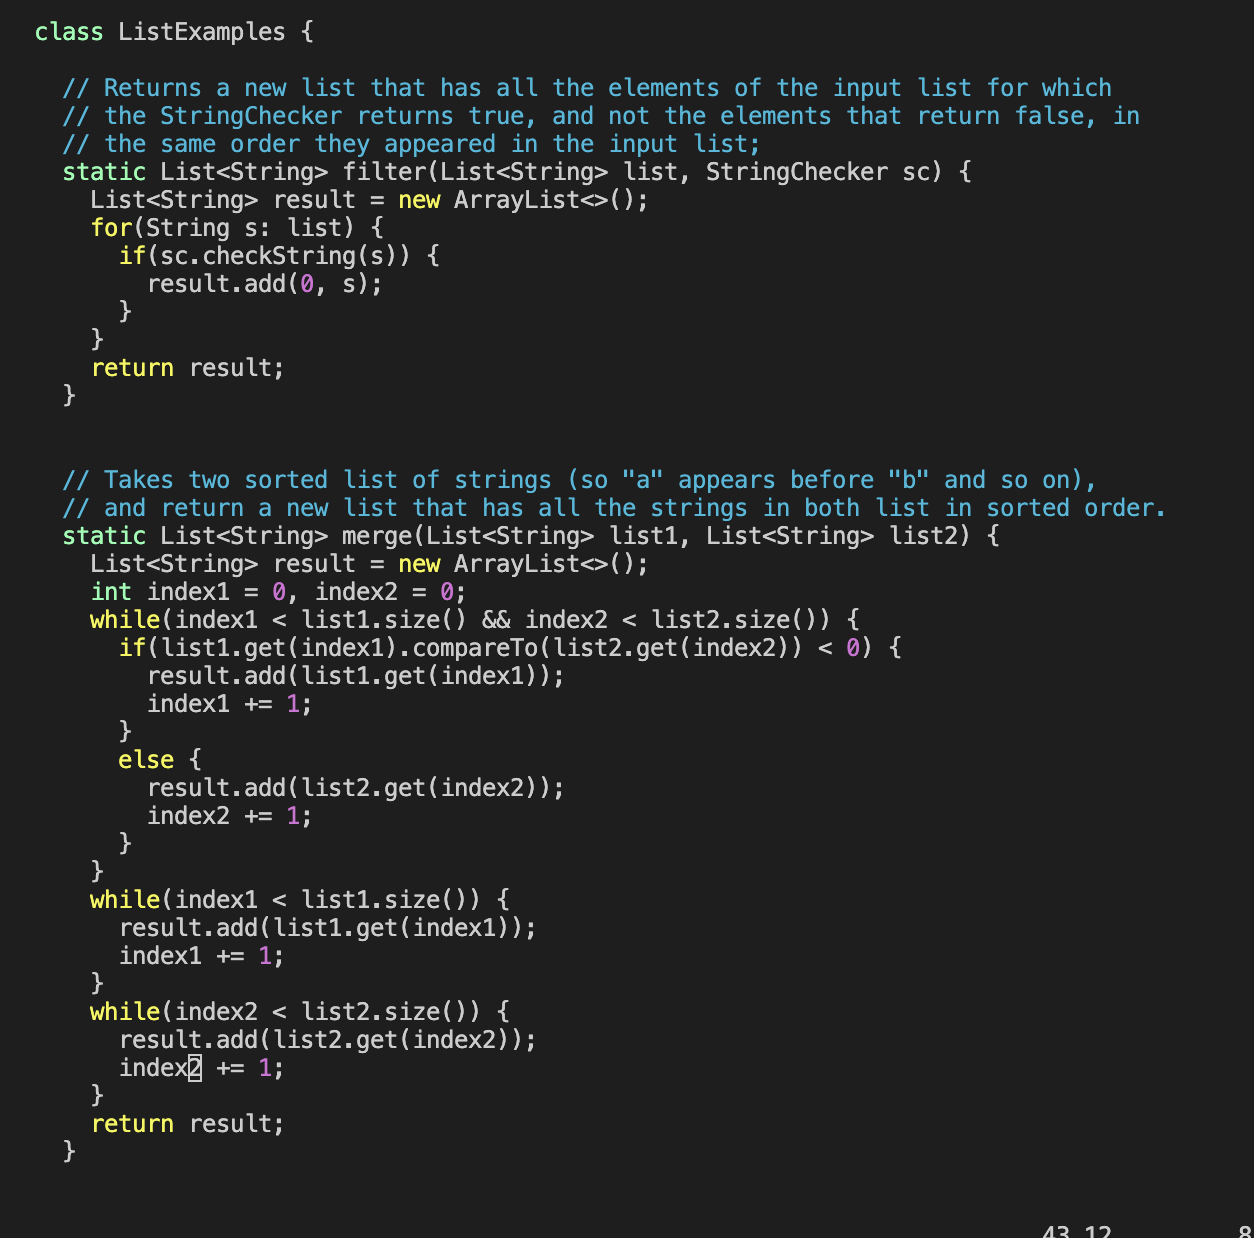 class ListExamples {
// Returns a new list that has all the elements of the input list for which
// the StringChecker returns true, and not the elements that return false, in
// the same order they appeared in the input list;
static List<String> filter(List<String> list, StringChecker sc) {
List<String> result = new ArrayList<>();
for(String s: list) {
if(sc.checkString(s)) {
result.add(0, s);
}
}
return result;
}
// Takes two sorted list of strings (so "a" appears before "b" and so on),
// and return a new list that has all the strings in both list in sorted order.
static List<String> merge(List<String> list1, List<String> list2) {
List<String> result = new ArrayList<>();
int index1 = 0, index2 = 0;
while(index1 < list1.size() && index2 < list2.size()) {
if(list1.get(index1).compareTo(list2.get(index2)) < 0) {
result.add(list1.get(index1));
index1 += 1;
}
else {
result.add(list2.get(index2));
index2 += 1;
}
}
while(index1 < list1.size()) {
result.add(list1.get(index1));
index1 += 1;
}
while(index2 < list2.size()) {
result.add(list2.get(index2));
index2 += 1;
}
return result;
}
43,12